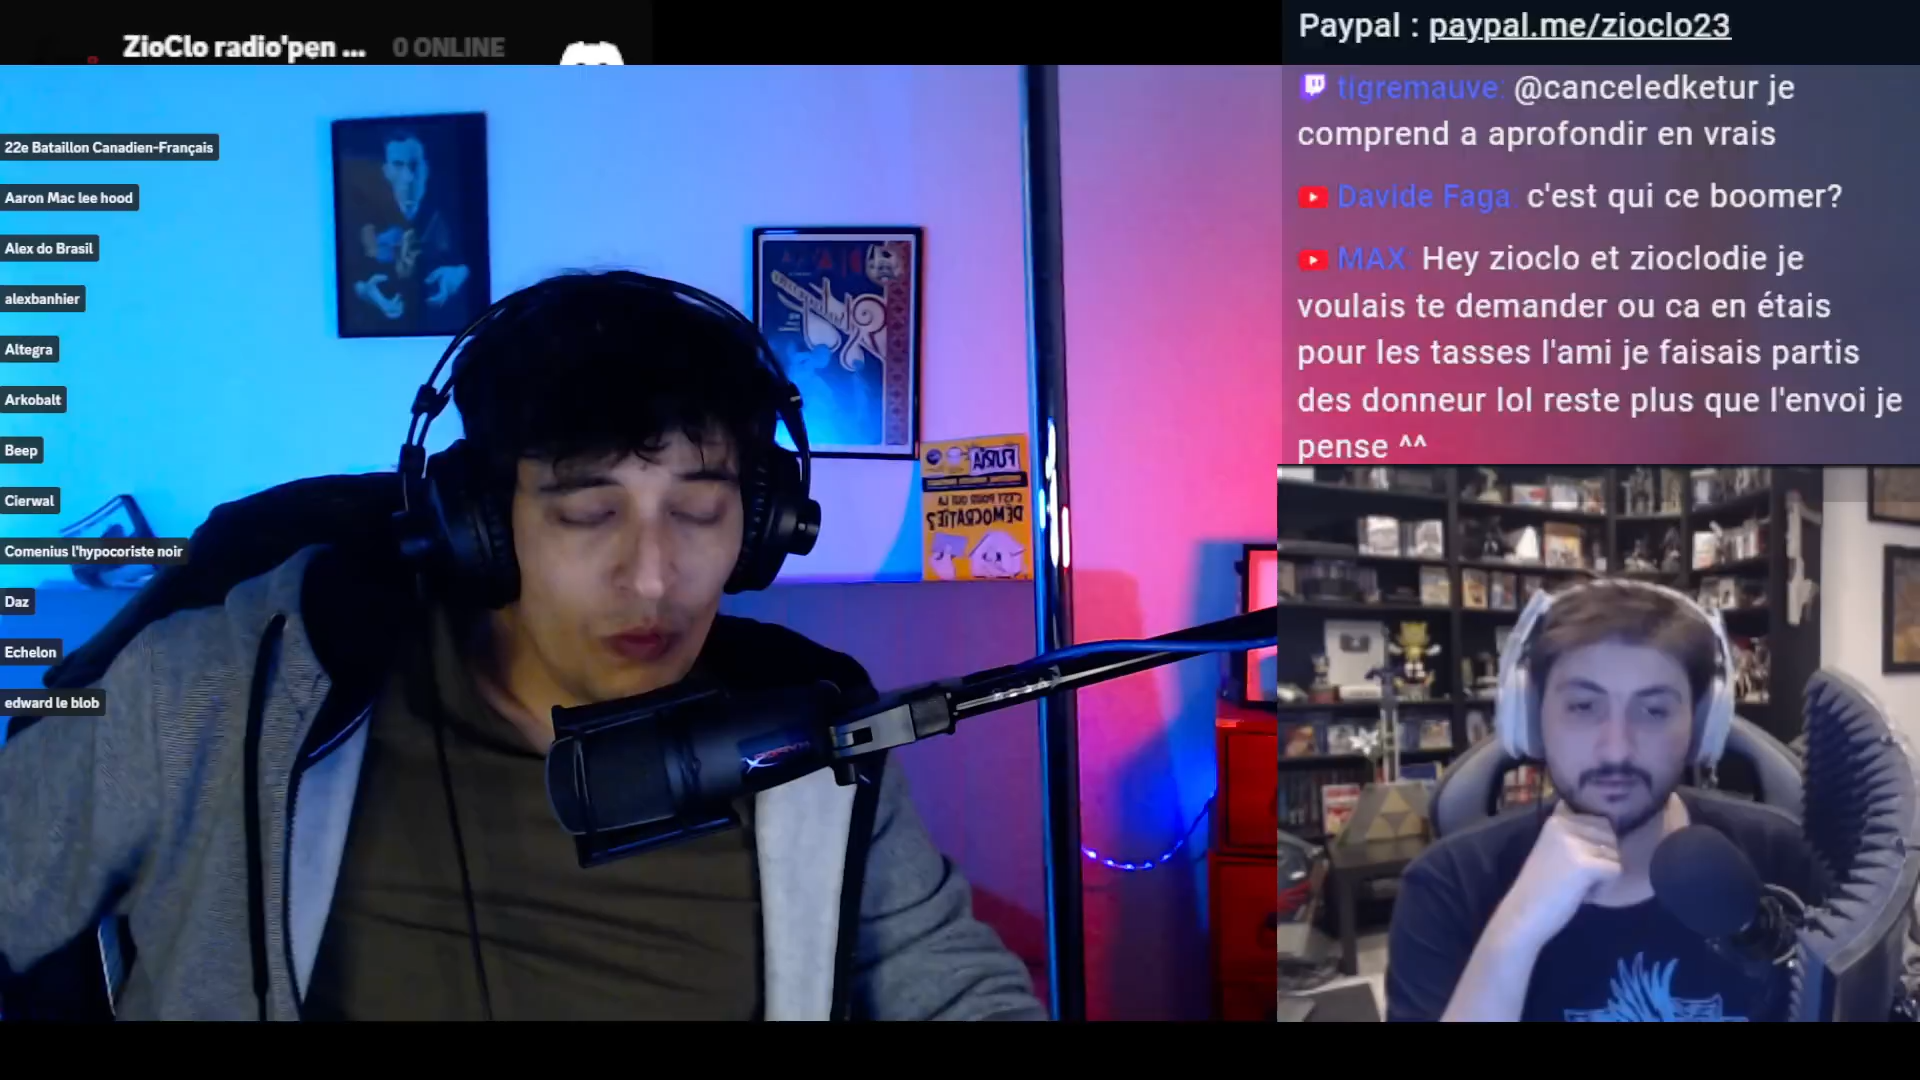 ZioClo radio'pen ... 0 ONLINE
Paypal : paypal.me/zioclo23
tigremauve: @canceledketur je
comprend a aprofondir en vrais
Davide Faga: c'est qui ce boomer?
MAX: Hey zioclo et zioclodie je
voulais te demander ou ca en étais
pour les tasses l'ami je faisais partis
des donneur lol reste plus que l'envoi je
pense ^^
22e Bataillon Canadien-Français
Aaron Mac lee hood
Alex do Brasil
alexbanhier
Altegra
Arkobalt
Beep
Cierwal
Comenius l'hypocoriste noir
Daz
Echelon
edward le blob
FURIA
C'EST POUR QUI LA
DÉMOCRATIE?